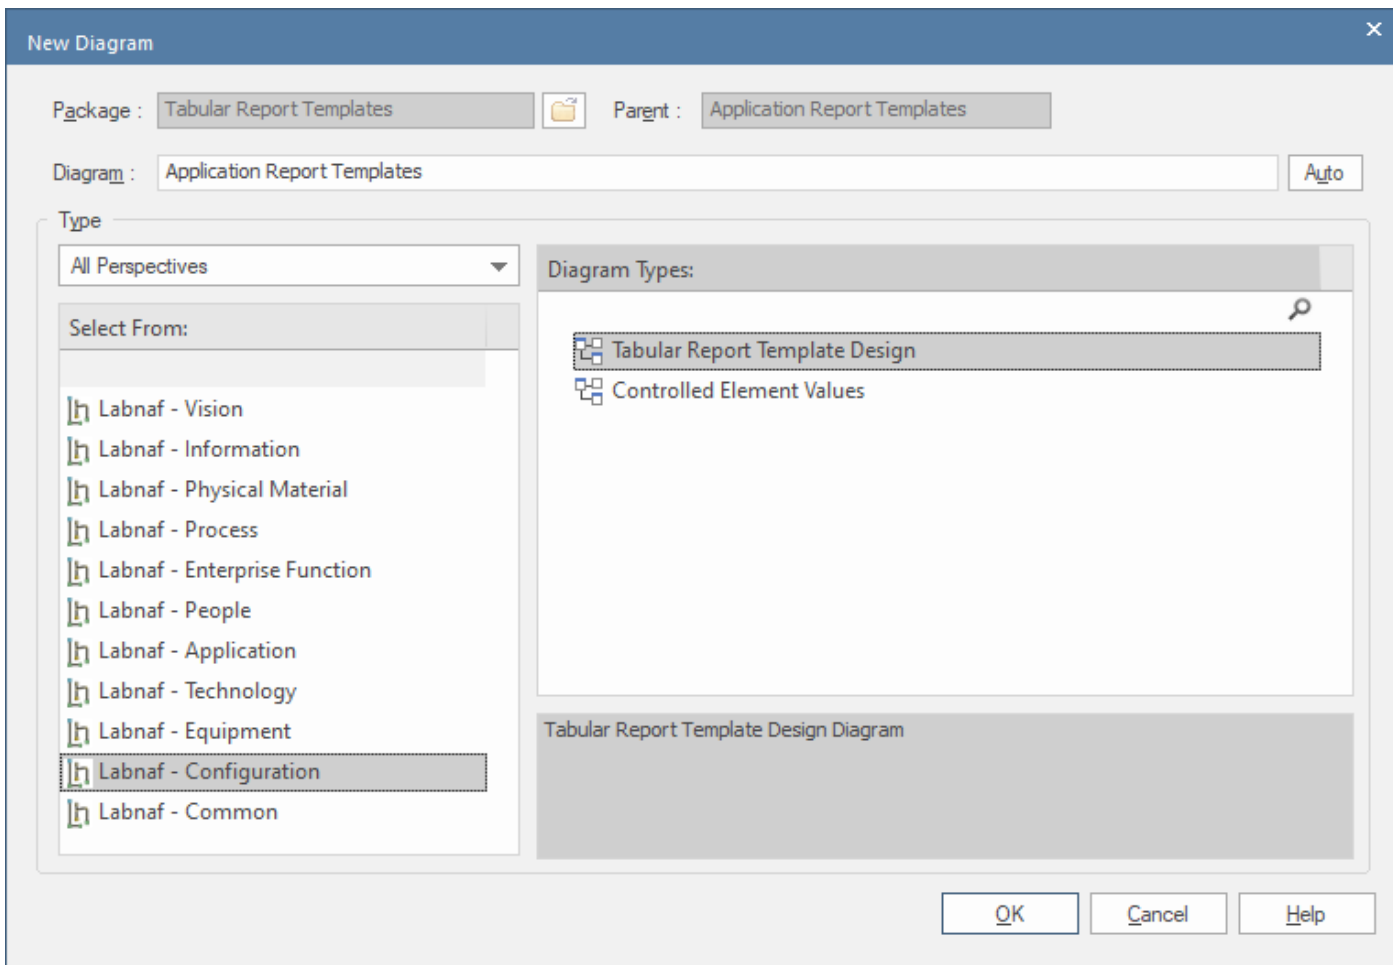 New Diagram
Package : Tabular Report Templates Parent : Application Report Templates
Diagram : Application Report Templates Auto
Type
All Perspectives
Diagram Types:
Select From:
Tabular Report Template Design
Controlled Element Values
Labnaf - Vision
Labnaf - Information
Labnaf - Physical Material
Labnaf - Process
Labnaf - Enterprise Function
Labnaf - People
Labnaf - Application
Labnaf - Technology
Labnaf - Equipment
Labnaf - Configuration
Labnaf - Common
Tabular Report Template Design Diagram
OK Cancel Help